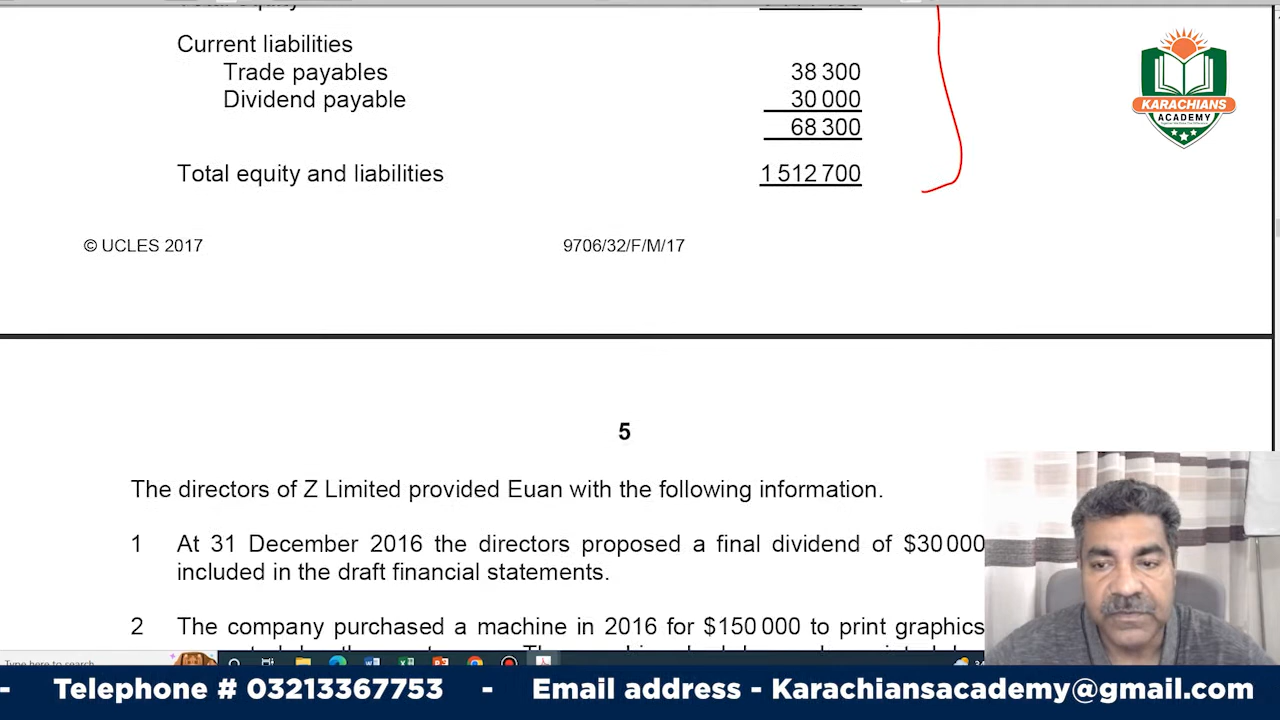 Current liabilities
Trade payables 38 300
Dividend payable 30 000
68 300
Total equity and liabilities 1 512 700
© UCLES 2017 9706/32/F/M/17
5
The directors of Z Limited provided Euan with the following information.
1 At 31 December 2016 the directors proposed a final dividend of $30 000
included in the draft financial statements.
2 The company purchased a machine in 2016 for $150 000 to print graphics
KARACHIANS
ACADEMY
Type here to search
- Telephone # 03213367753 - Email address - Karachiansacademy@gmail.com